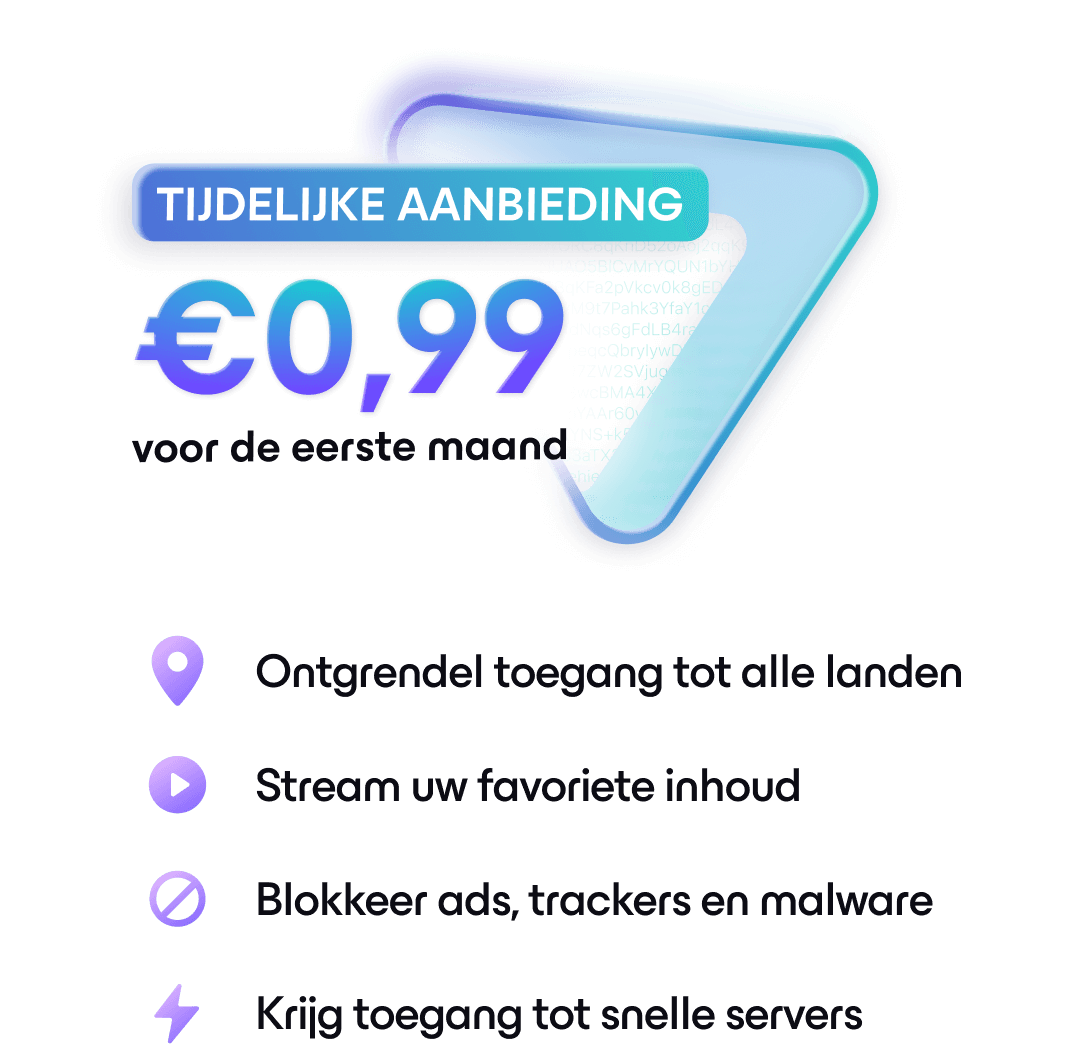 TIJDELIJKE AANBIEDING
€0,99
voor de eerste maand
Ontgrendel toegang tot alle landen
Stream uw favoriete inhoud
Blokkeer ads, trackers en malware
Krijg toegang tot snelle servers